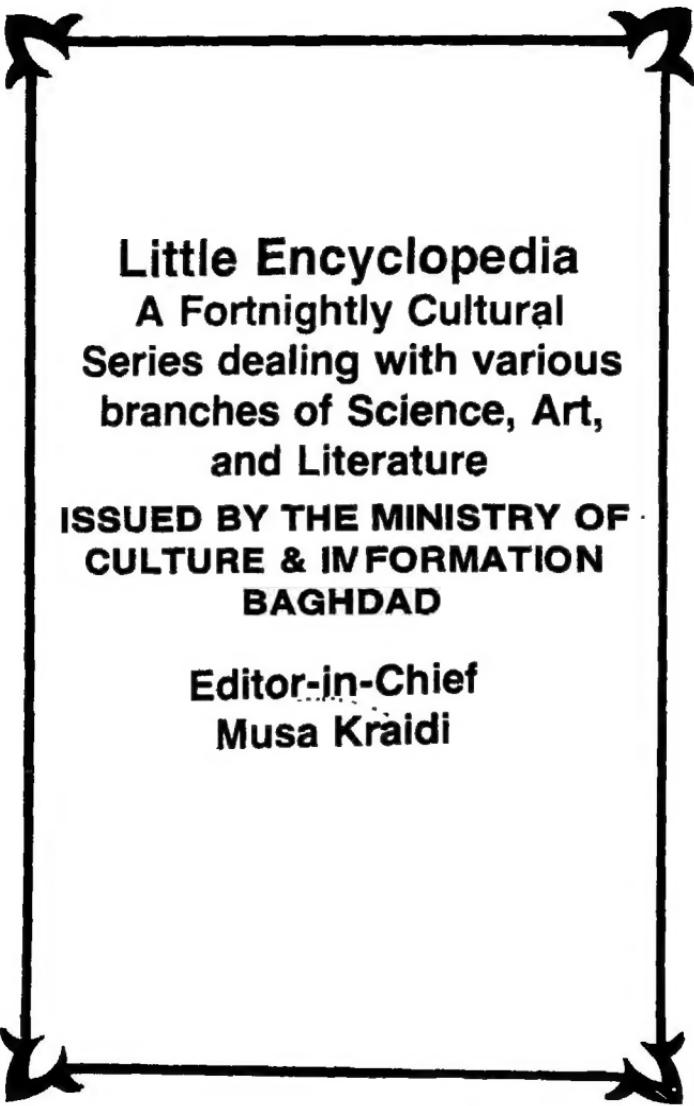 Little Encyclopedia
A Fortnightly Cultural
Series dealing with various
branches of Science, Art,
and Literature
ISSUED BY THE MINISTRY OF
CULTURE & INFORMATION
BAGHDAD
Editor-in-Chief
Musa Kraidi